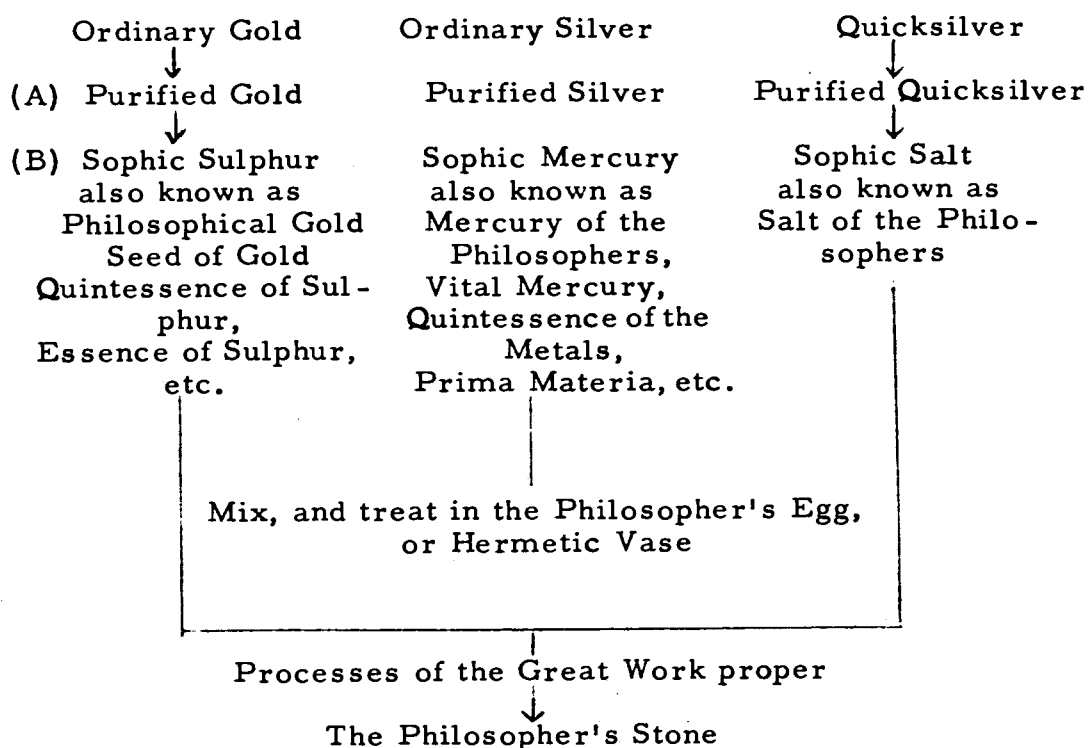 Ordinary Gold Ordinary Silver Quicksilver
(A) Purified Gold Purified Silver Purified Quicksilver
(B) Sophic Sulphur
also known as
Philosophical Gold
Seed of Gold
Quintessence of Sul-
phur,
Essence of Sulphur,
etc.
Sophic Mercury
also known as
Mercury of the
Philosophers,
Vital Mercury,
Quintessence of the
Metals,
Prima Materia, etc.
Sophic Salt
also known as
Salt of the Philo-
sophers
Mix, and treat in the Philosopher's Egg,
or Hermetic Vase
Processes of the Great Work proper
The Philosopher's Stone